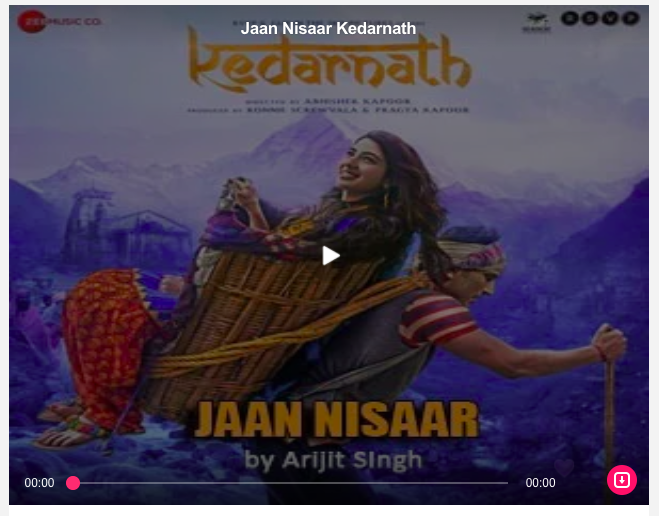 ZEE MUSIC CO.
Jaan Nisaar Kedarnath
RSVP
kedarnath
DIRECTED BY ABHISHEK KAPOOR
PRODUCED BY RONNIE SCREWVALA & PRAGYA KAPOOR
JAAN NISAAR
by Arijit SIngh
00:00
00:00